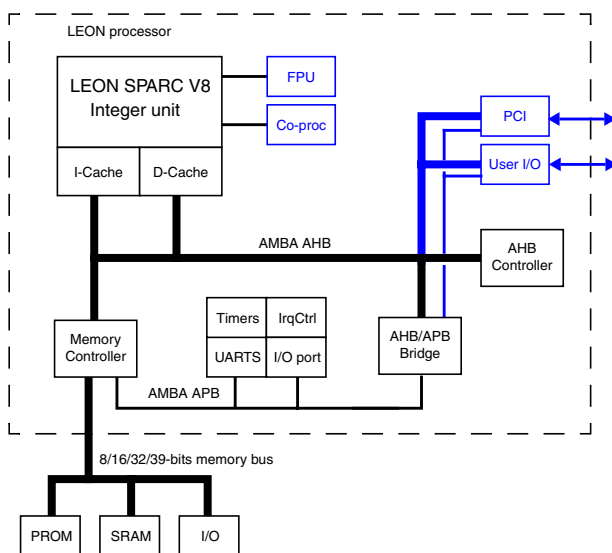 LEON processor
LEON SPARC V8
Integer unit
FPU
Co-proc
I-Cache
D-Cache
PCI
User I/O
AMBA AHB
AHB
Controller
Timers
IrqCtrl
UARTS
I/O port
Memory
Controller
AHB/APB
Bridge
AMBA APB
8/16/32/39-bits memory bus
PROM
SRAM
I/O